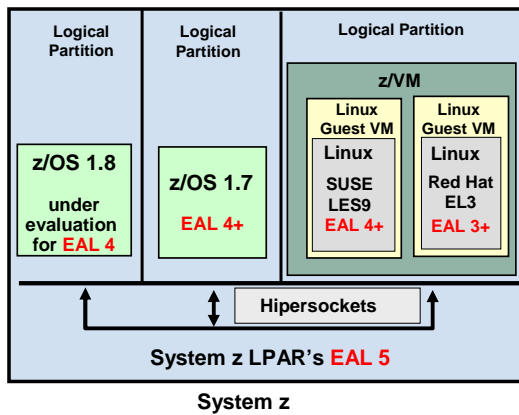 Logical
Partition
z/OS 1.8
under
evaluation
for EAL 4
Logical
Partition
z/OS 1.7
EAL 4+
Logical Partition
z/VM
Linux
Guest VM
Linux
SUSE
LES9
EAL 4+
Linux
Guest VM
Linux
Red Hat
EL3
EAL 3+
Hipersockets
System z LPAR's EAL 5
System z